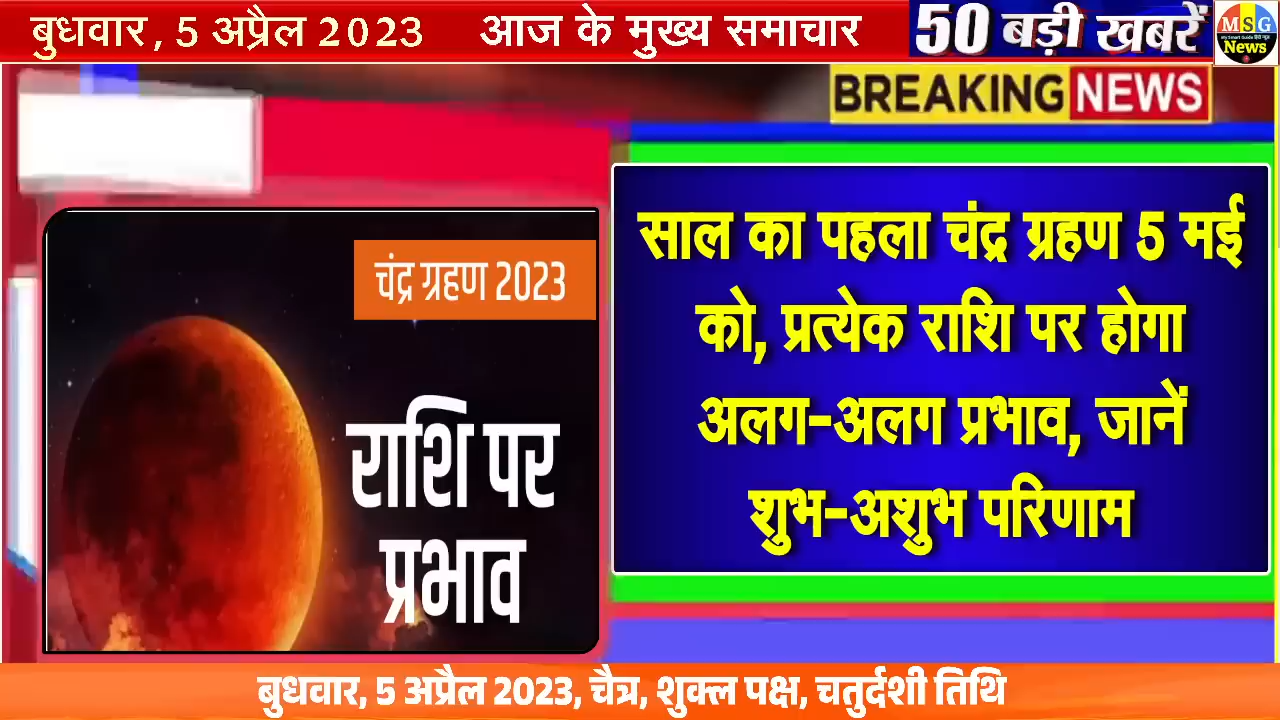 बुधवार, 5 अप्रैल 2023 आज के मुख्य समाचार 50 बड़ी खबरें
MSG
News
BREAKING NEWS
चंद्र ग्रहण 2023
राशि पर
प्रभाव
साल का पहला चंद्र ग्रहण 5 मई
को, प्रत्येक राशि पर होगा
अलग-अलग प्रभाव, जानें
शुभ-अशुभ परिणाम
बुधवार, 5 अप्रैल 2023, चैत्र, शुक्ल पक्ष, चतुर्दशी तिथि